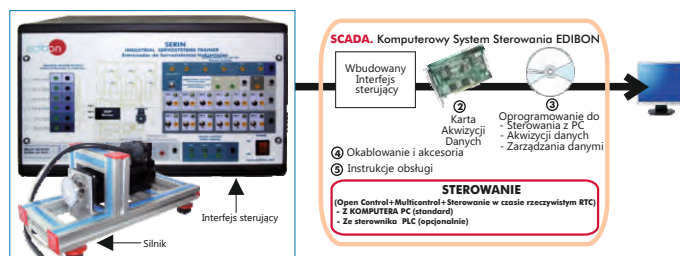 edibon
SERIN
INDUSTRIAL SERVOSYSTEMS TRAINER
Entrenador de Servosistemas Industriales
Interfejs sterujący
Silnik
SCADA. Komputerowy System Sterowania EDIBON
Wbudowany
Interfejs
sterujący
2
Karta
Akwizycji
Danych
3
Oprogramowanie do
- Sterowania z PC
- Akwizycji danych
- Zarządzania danymi
4 Okablowanie i akcesoria
5 Instrukcje obsługi
STEROWANIE
(Open Control+Multicontrol+Sterowanie w czasie rzeczywistym RTC)
- Z KOMPUTERA PC (standard)
- Ze sterownika PLC (opcjonalnie)